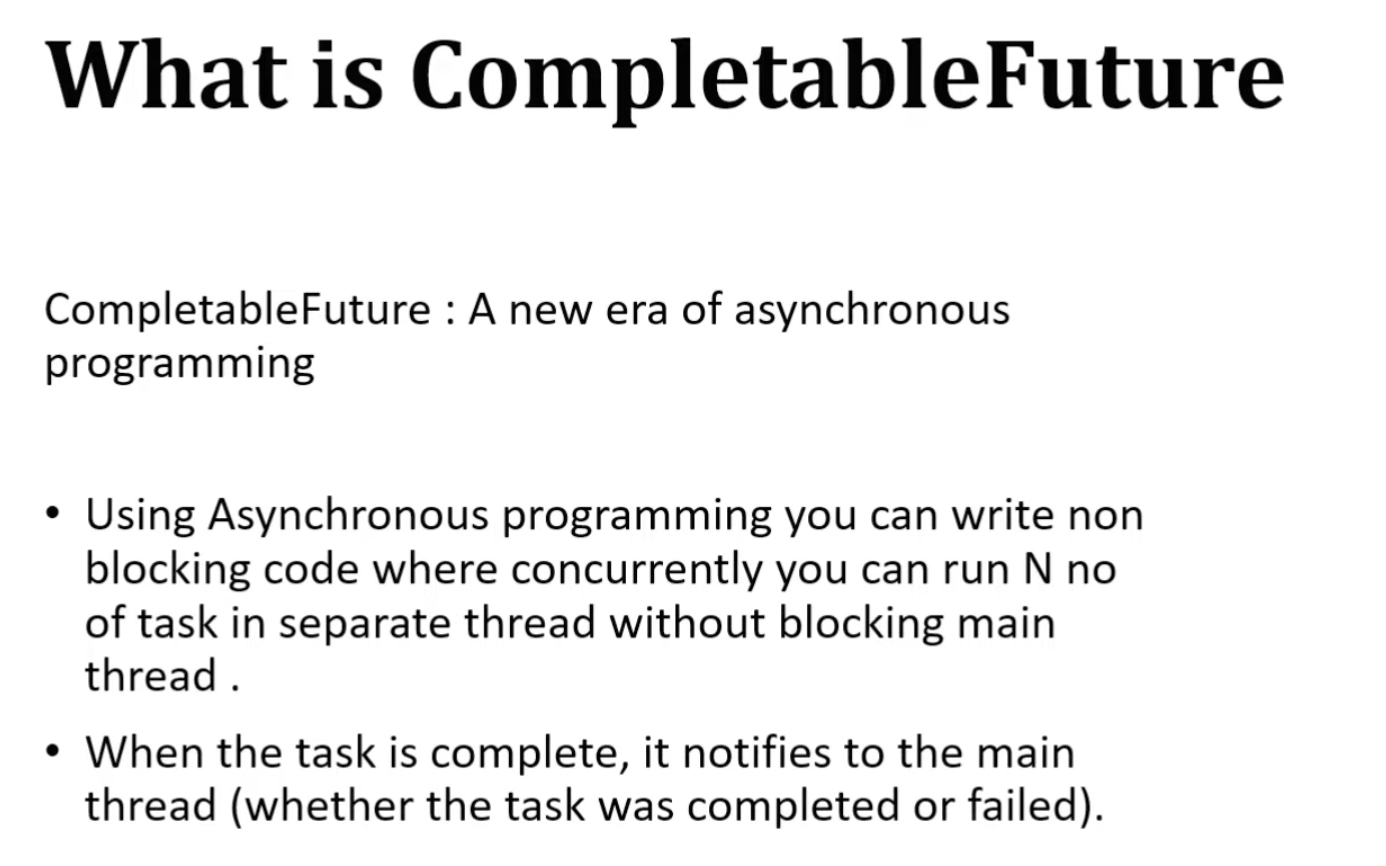 What is CompletableFuture
CompletableFuture : A new era of asynchronous
programming
• Using Asynchronous programming you can write non
blocking code where concurrently you can run N no
of task in separate thread without blocking main
thread .
• When the task is complete, it notifies to the main
thread (whether the task was completed or failed).